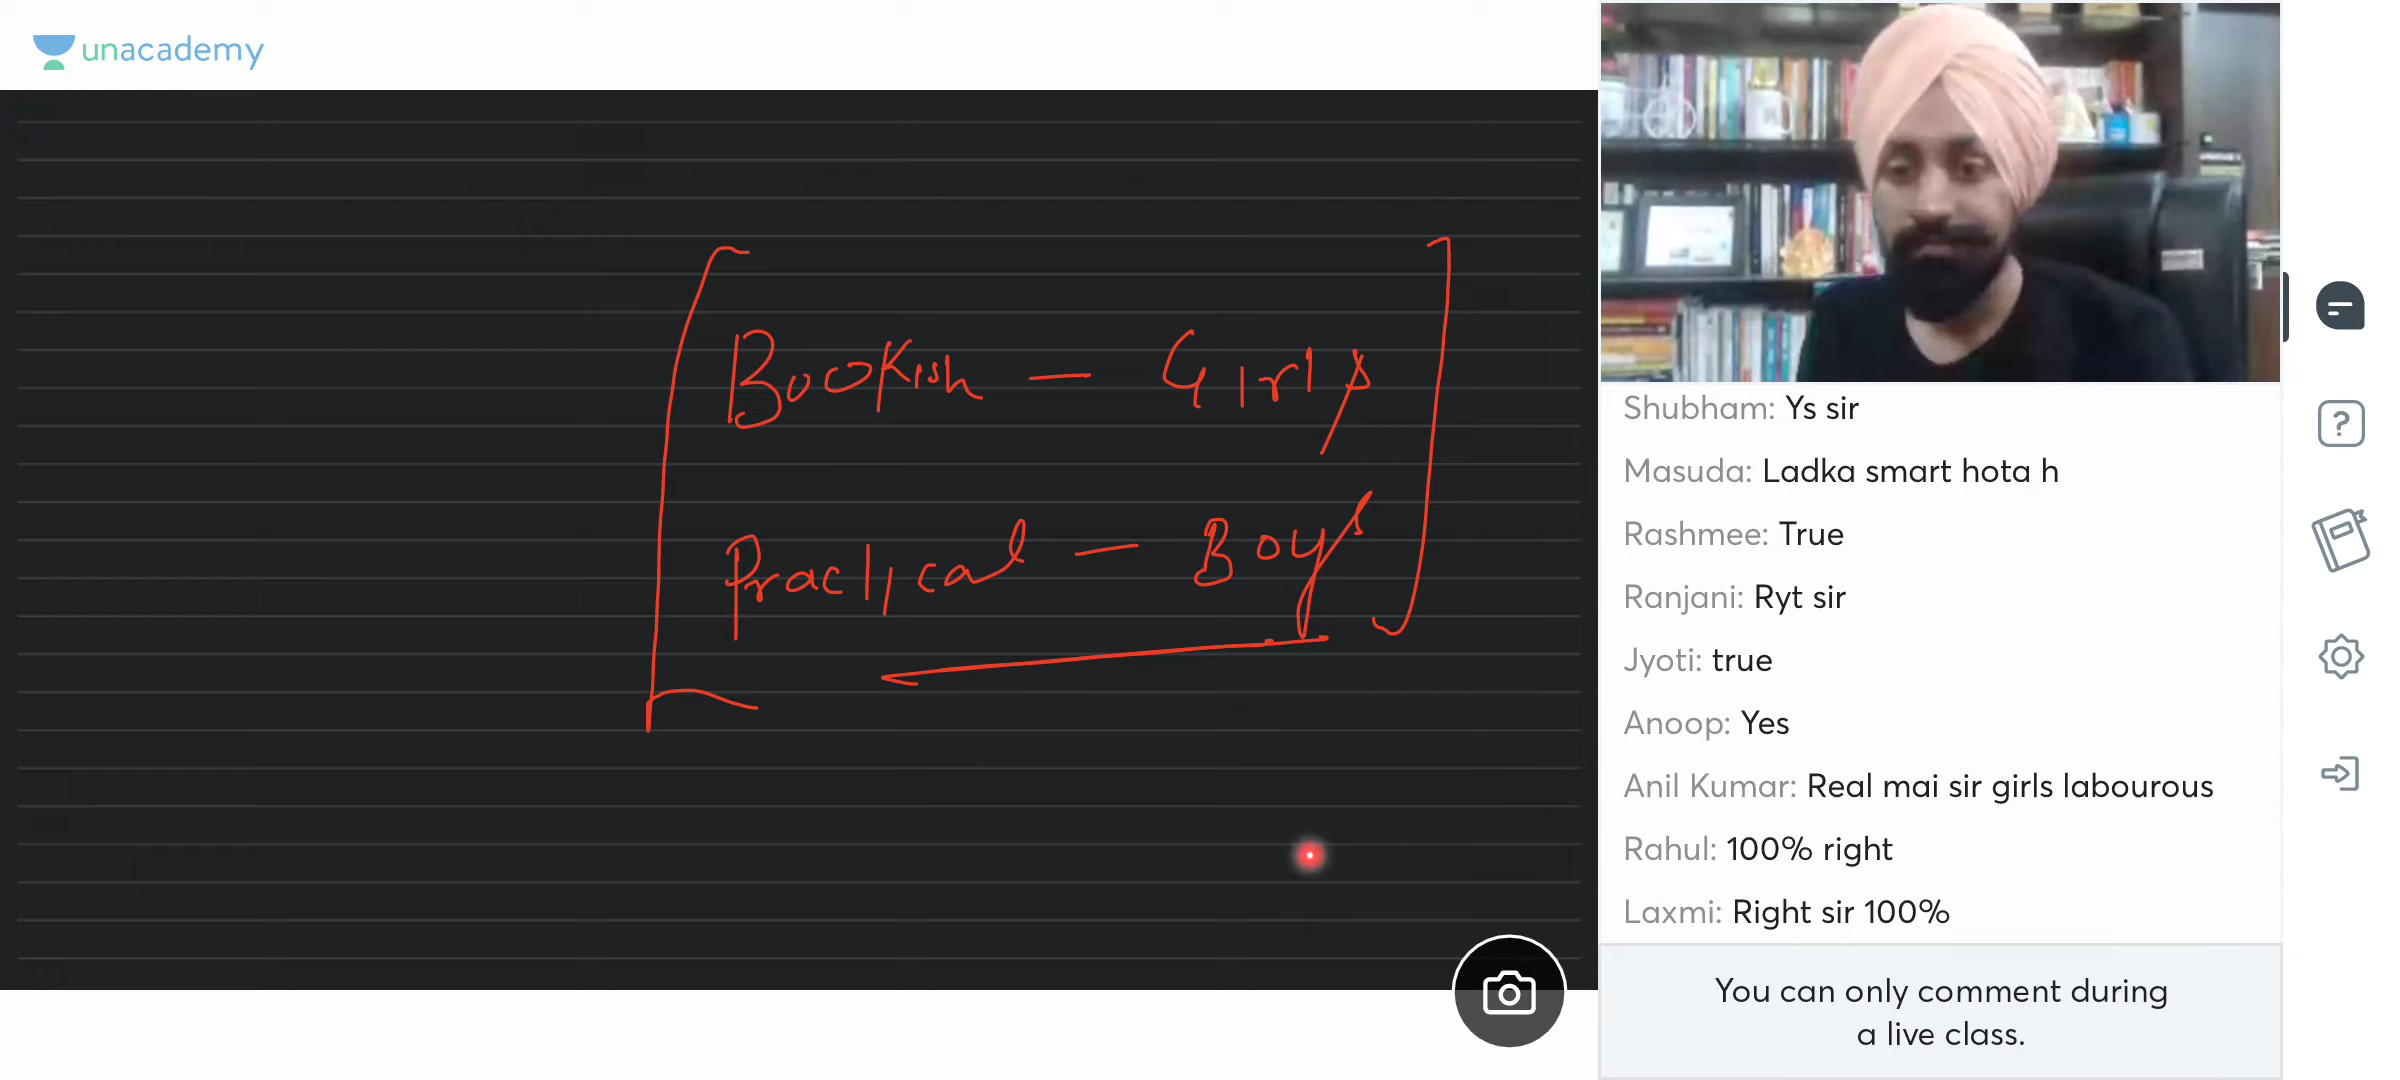 unacademy
Bookish — Girls
Practical — Boys
Shubham: Ys sir
Masuda: Ladka smart hota h
Rashmee: True
Ranjani: Ryt sir
Jyoti: true
Anoop: Yes
Anil Kumar: Real mai sir girls labourous
Rahul: 100% right
Laxmi: Right sir 100%
You can only comment during
a live class.
?